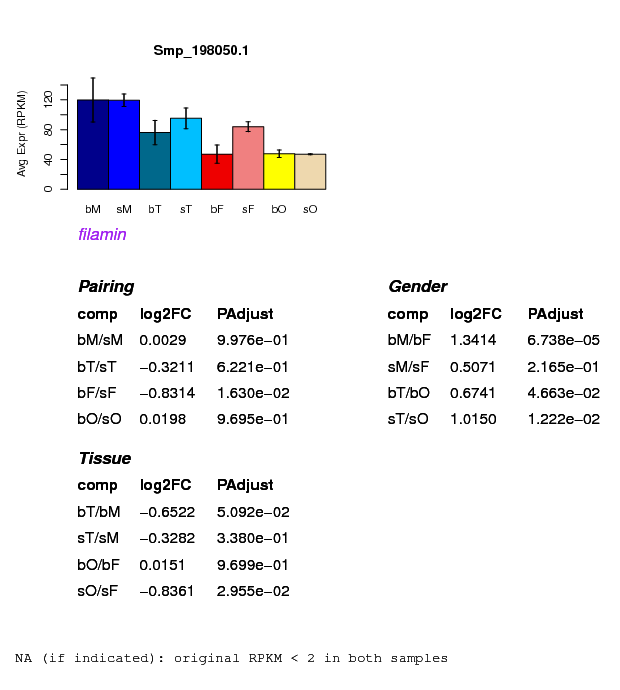 Smp_198050.1
Avg Expr (RPKM)
0 40 80 120
bM sM bT sT bF sF bO sO
filamin
Pairing
comp log2FC PAdjust
bM/sM 0.0029 9.976e−01
bT/sT −0.3211 6.221e−01
bF/sF −0.8314 1.630e−02
bO/sO 0.0198 9.695e−01
Gender
comp log2FC PAdjust
bM/bF 1.3414 6.738e−05
sM/sF 0.5071 2.165e−01
bT/bO 0.6741 4.663e−02
sT/sO 1.0150 1.222e−02
Tissue
comp log2FC PAdjust
bT/bM −0.6522 5.092e−02
sT/sM −0.3282 3.380e−01
bO/bF 0.0151 9.699e−01
sO/sF −0.8361 2.955e−02
NA (if indicated): original RPKM < 2 in both samples